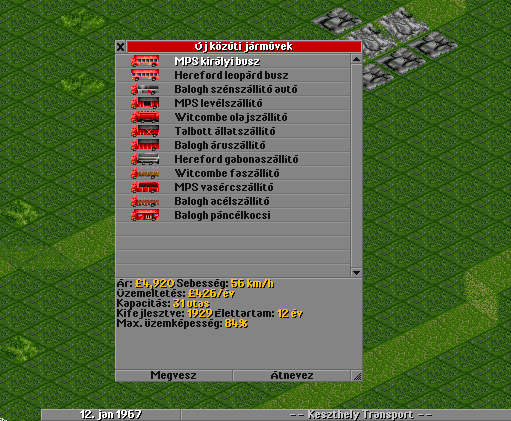 Új közúti járművek
MPS királyi busz
Hereford leopárd busz
Balogh szénszállító autó
MPS levélszállító
Witcombe olajszállító
Talbott állatszállító
Balogh áruszállító
Hereford gabonaszállító
Witcombe faszállító
MPS vasércszállító
Balogh acélszállító
Balogh páncélkocsi
Ár: £4,920 Sebesség: 56 km/h
Üzemeltetés: £426/év
Kapacitás: 31 utas
Kifejlesztve: 1929 Élettartam: 12 év
Max. üzemképesség: 84%
Megvesz Átnevez
12. jan 1967 -- Keszthely Transport --